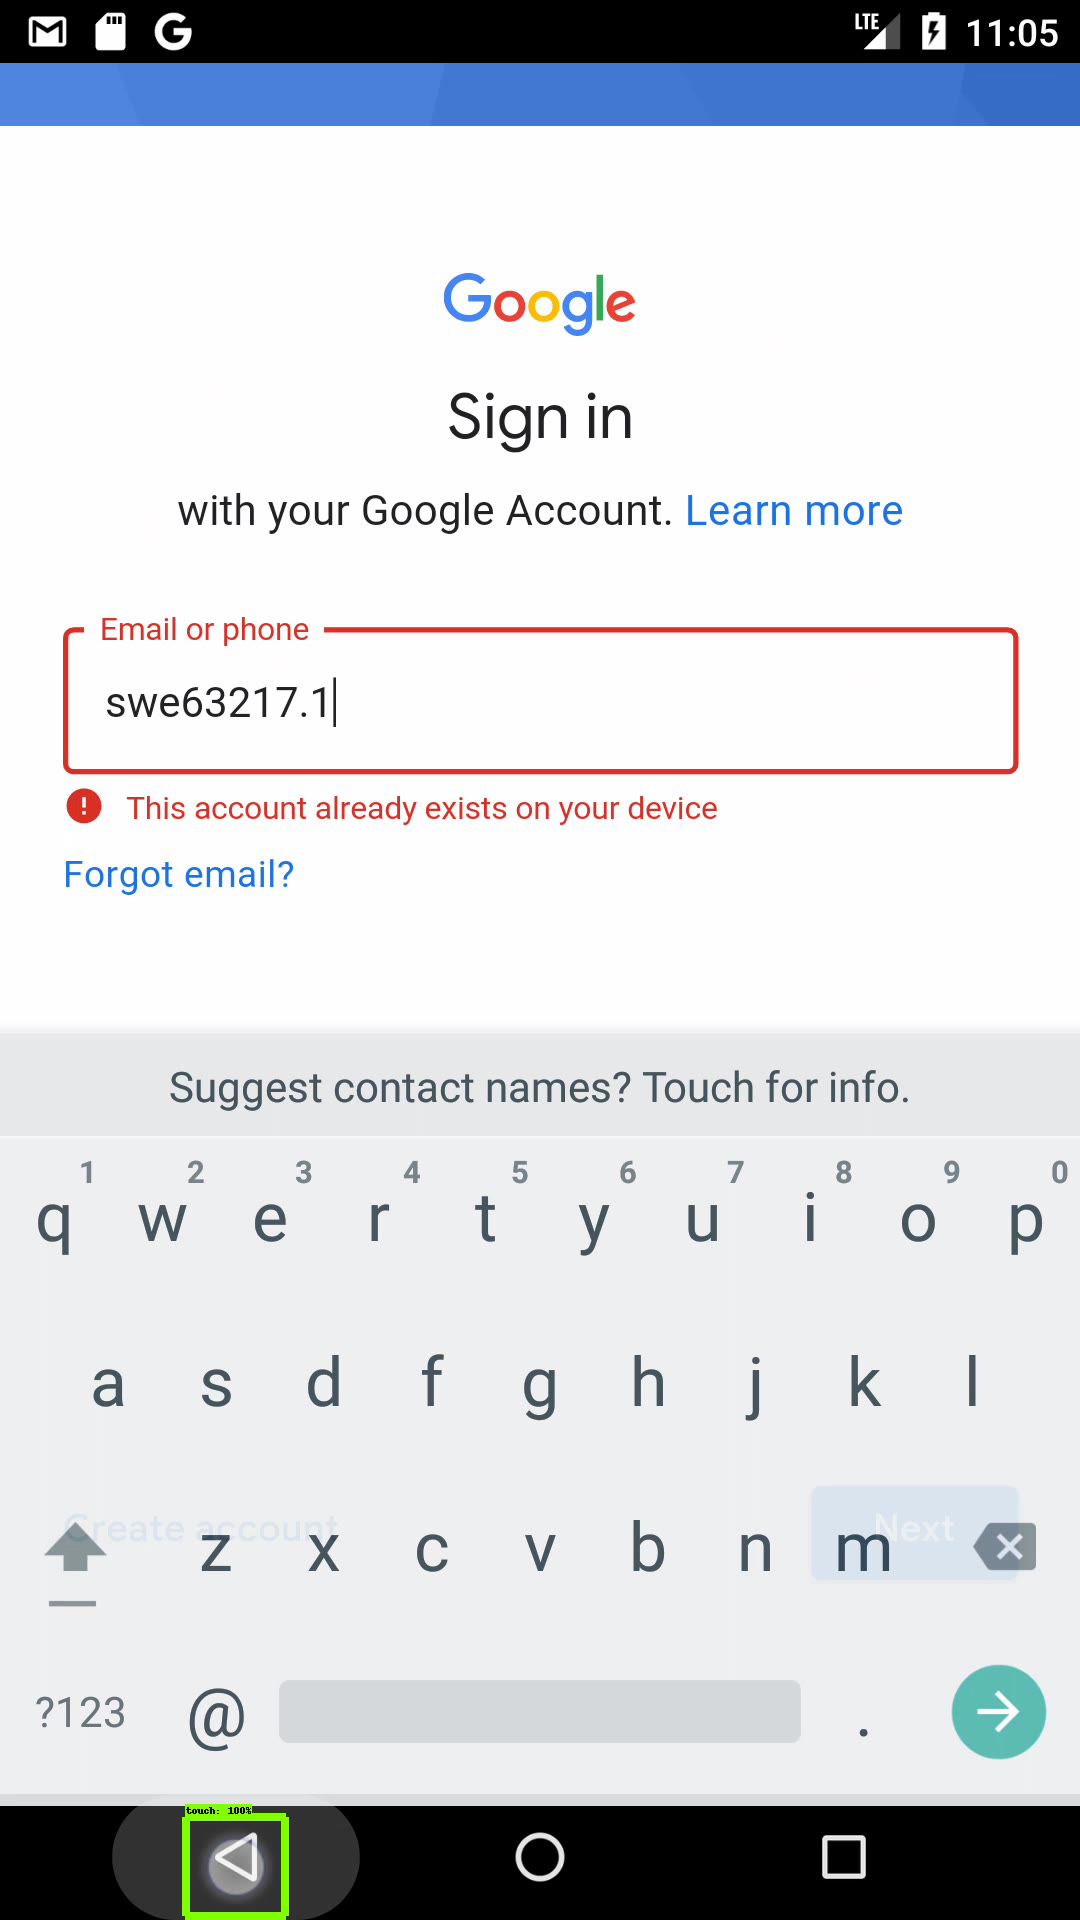 LTE 11:05
Google
Sign in
with your Google Account. Learn more
Email or phone
swe63217.1
This account already exists on your device
Forgot email?
Suggest contact names? Touch for info.
1 2 3 4 5 6 7 8 9 0
q w e r t y u i o p
a s d f g h j k l
Create account Next
z x c v b n m
?123 @ .
touch: 100%